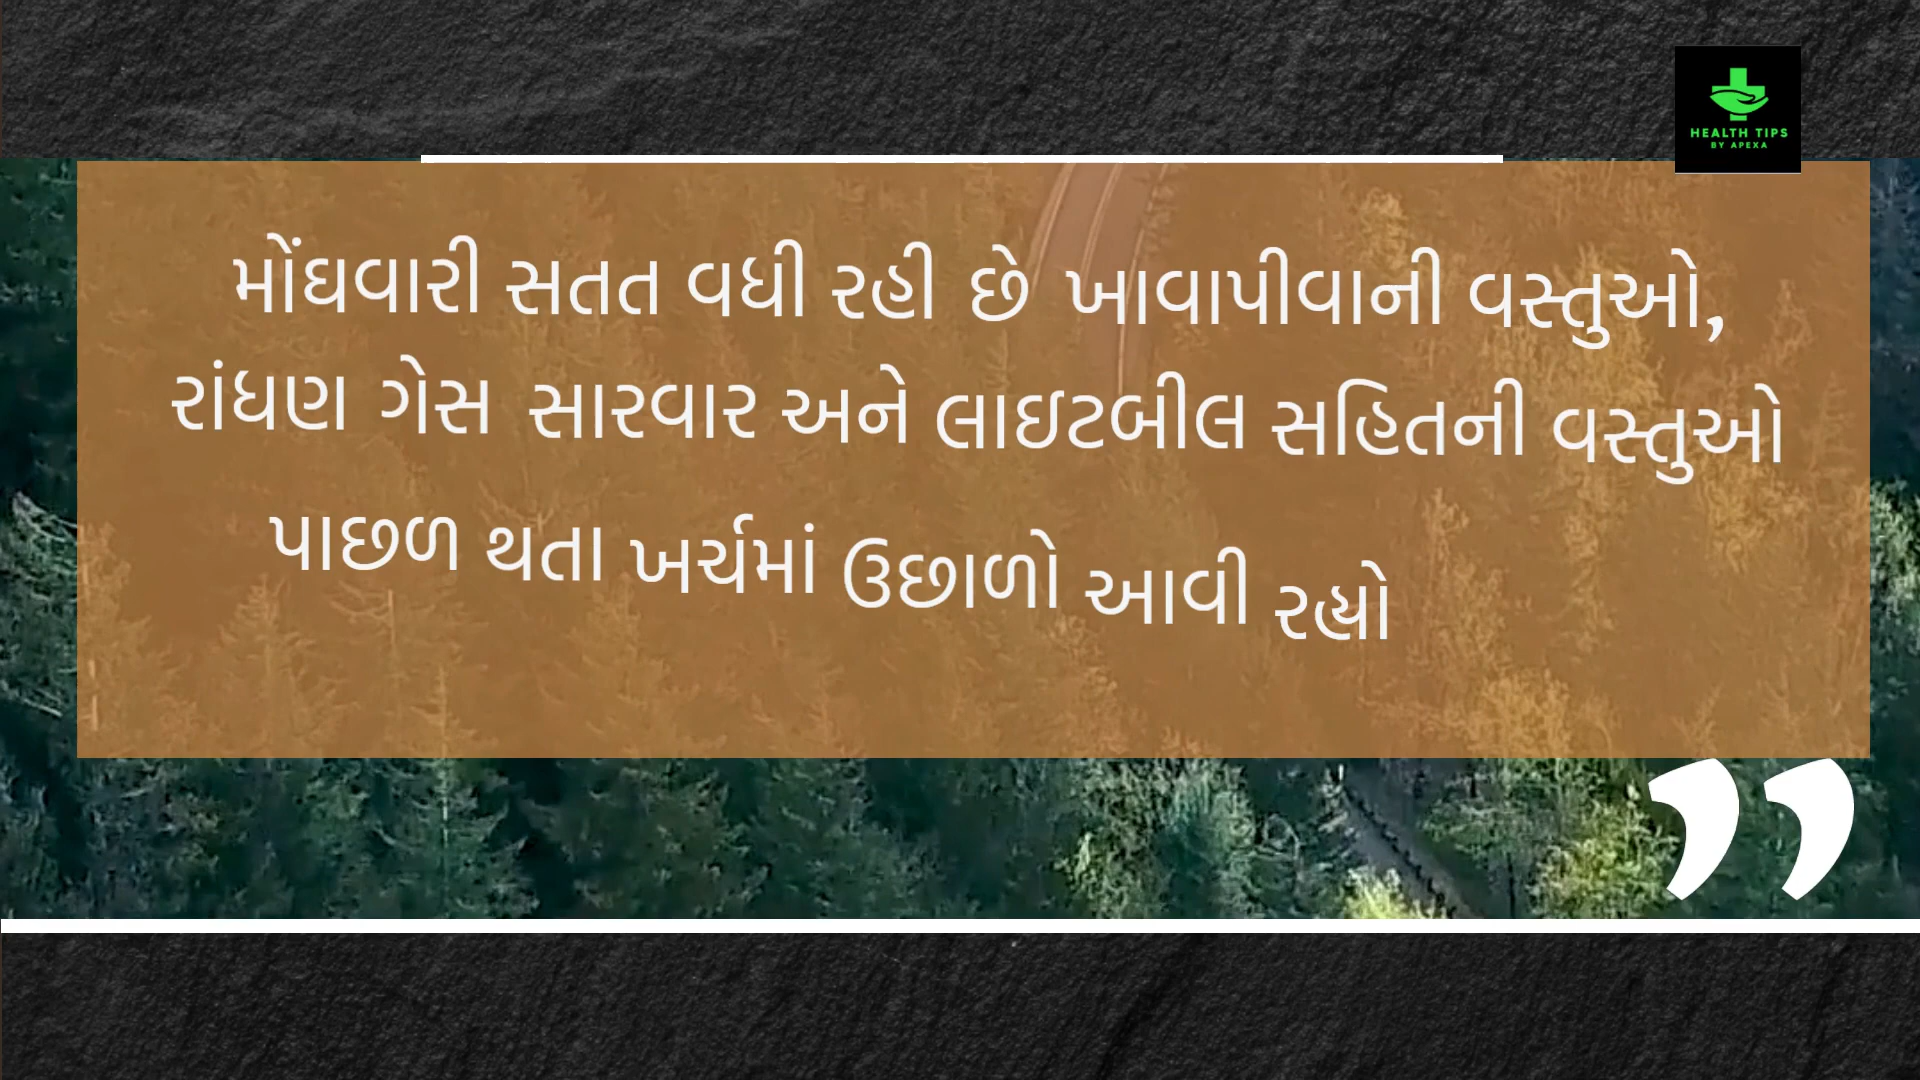 HEALTH TIPS
BY APEXA
મોંઘવારી સતત વધી રહી છે ખાવાપીવાની વસ્તુઓ,
રાંધણ ગેસ સારવાર અને લાઇટબીલ સહિતની વસ્તુઓ
પાછળ થતા ખર્ચમાં ઉછાળો આવી રહ્યો